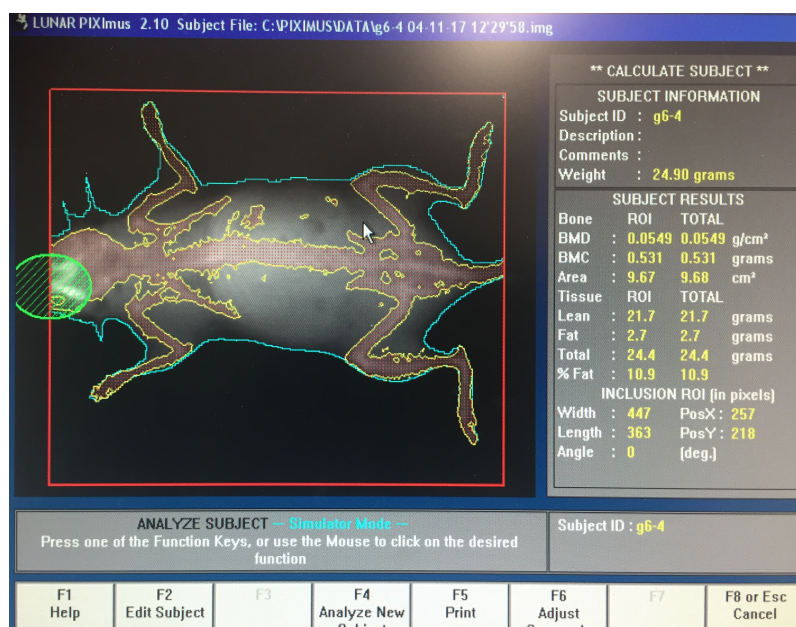 LUNAR PIXImus 2.10 Subject File: C:\PIXIMUS\DATA\g6-4 04-11-17 12'29'58.img
** CALCULATE SUBJECT **
SUBJECT INFORMATION
Subject ID : g6-4
Description :
Comments :
Weight : 24.90 grams
SUBJECT RESULTS
Bone ROI TOTAL
BMD : 0.0549 0.0549 g/cm²
BMC : 0.531 0.531 grams
Area : 9.67 9.68 cm²
Tissue ROI TOTAL
Lean : 21.7 21.7 grams
Fat : 2.7 2.7 grams
Total : 24.4 24.4 grams
% Fat : 10.9 10.9
INCLUSION ROI (in pixels)
Width : 447 PosX : 257
Length : 363 PosY : 218
Angle : 0 (deg.)
ANALYZE SUBJECT -- Simulator Mode --
Press one of the Function Keys, or use the Mouse to click on the desired
function
Subject ID : g6-4
F1 F2 F3 F4 F5 F6 F7 F8 or Esc
Help Edit Subject Analyze New Print Adjust Cancel